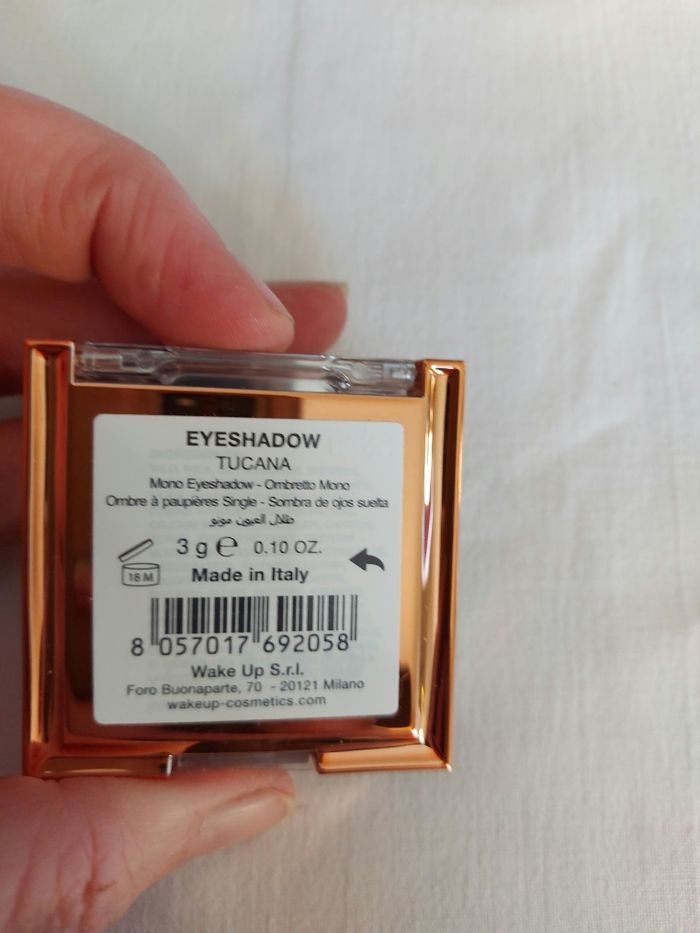 EYESHADOW
TUCANA
Mono Eyeshadow - Ombretto Mono
Ombre à paupières Single - Sombra de ojos suelta
ظلال العيون مونو
3 g ℮ 0.10 OZ.
18 M
Made in Italy
8 057017 692058
Wake Up S.r.l.
Foro Buonaparte, 70 - 20121 Milano
wakeup-cosmetics.com